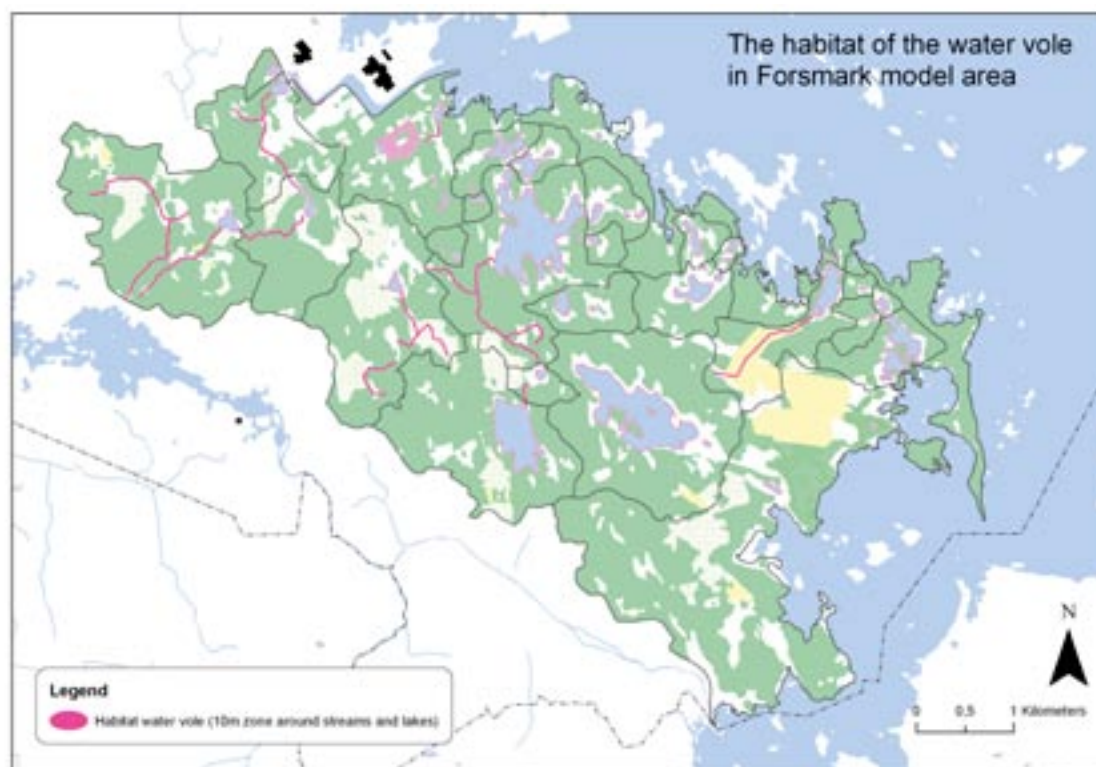 The habitat of the water vole
in Forsmark model area
N
0 0,5 1 Kilometers
Legend
Habitat water vole (10m zone around streams and lakes)